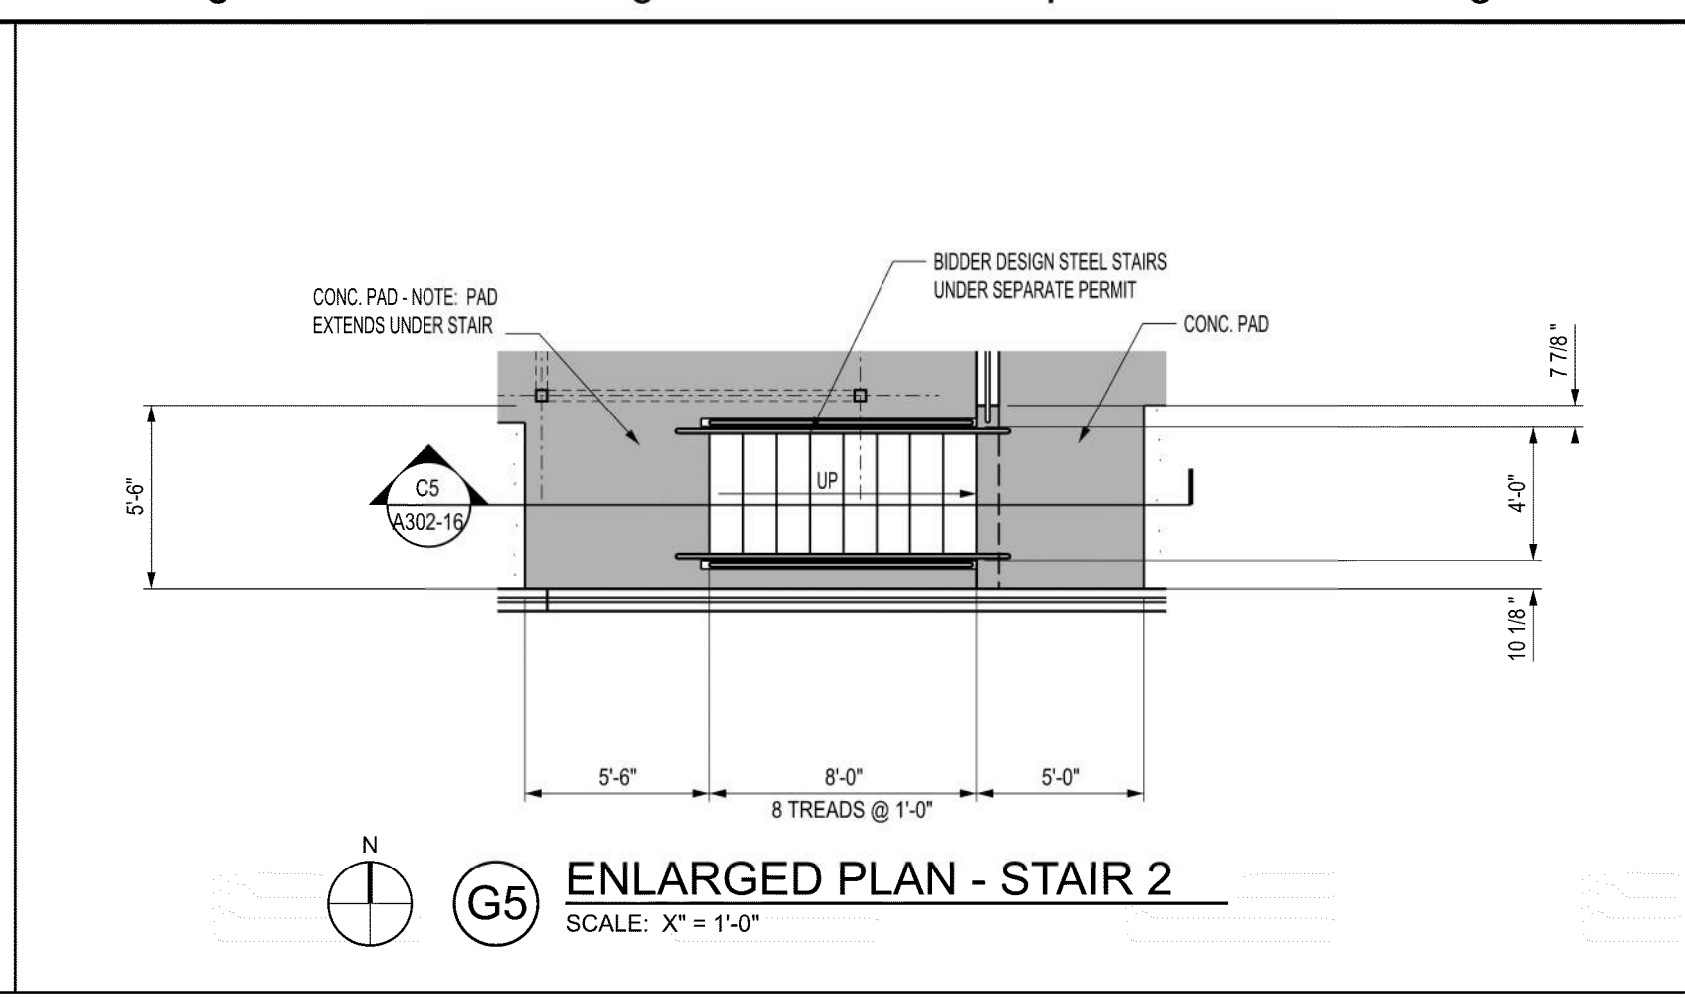 BIDDER DESIGN STEEL STAIRS
UNDER SEPARATE PERMIT
CONC. PAD - NOTE: PAD
EXTENDS UNDER STAIR
CONC. PAD
7 7/8 "
5'-6"
C5
A302-16
UP
4'-0"
10 1/8 "
5'-6"
8'-0"
5'-0"
8 TREADS @ 1'-0"
N
G5
ENLARGED PLAN - STAIR 2
SCALE: X" = 1'-0"